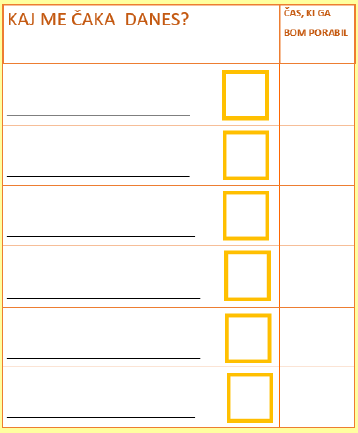 KAJ ME ČAKA DANES?
ČAS, KI GA
BOM PORABIL